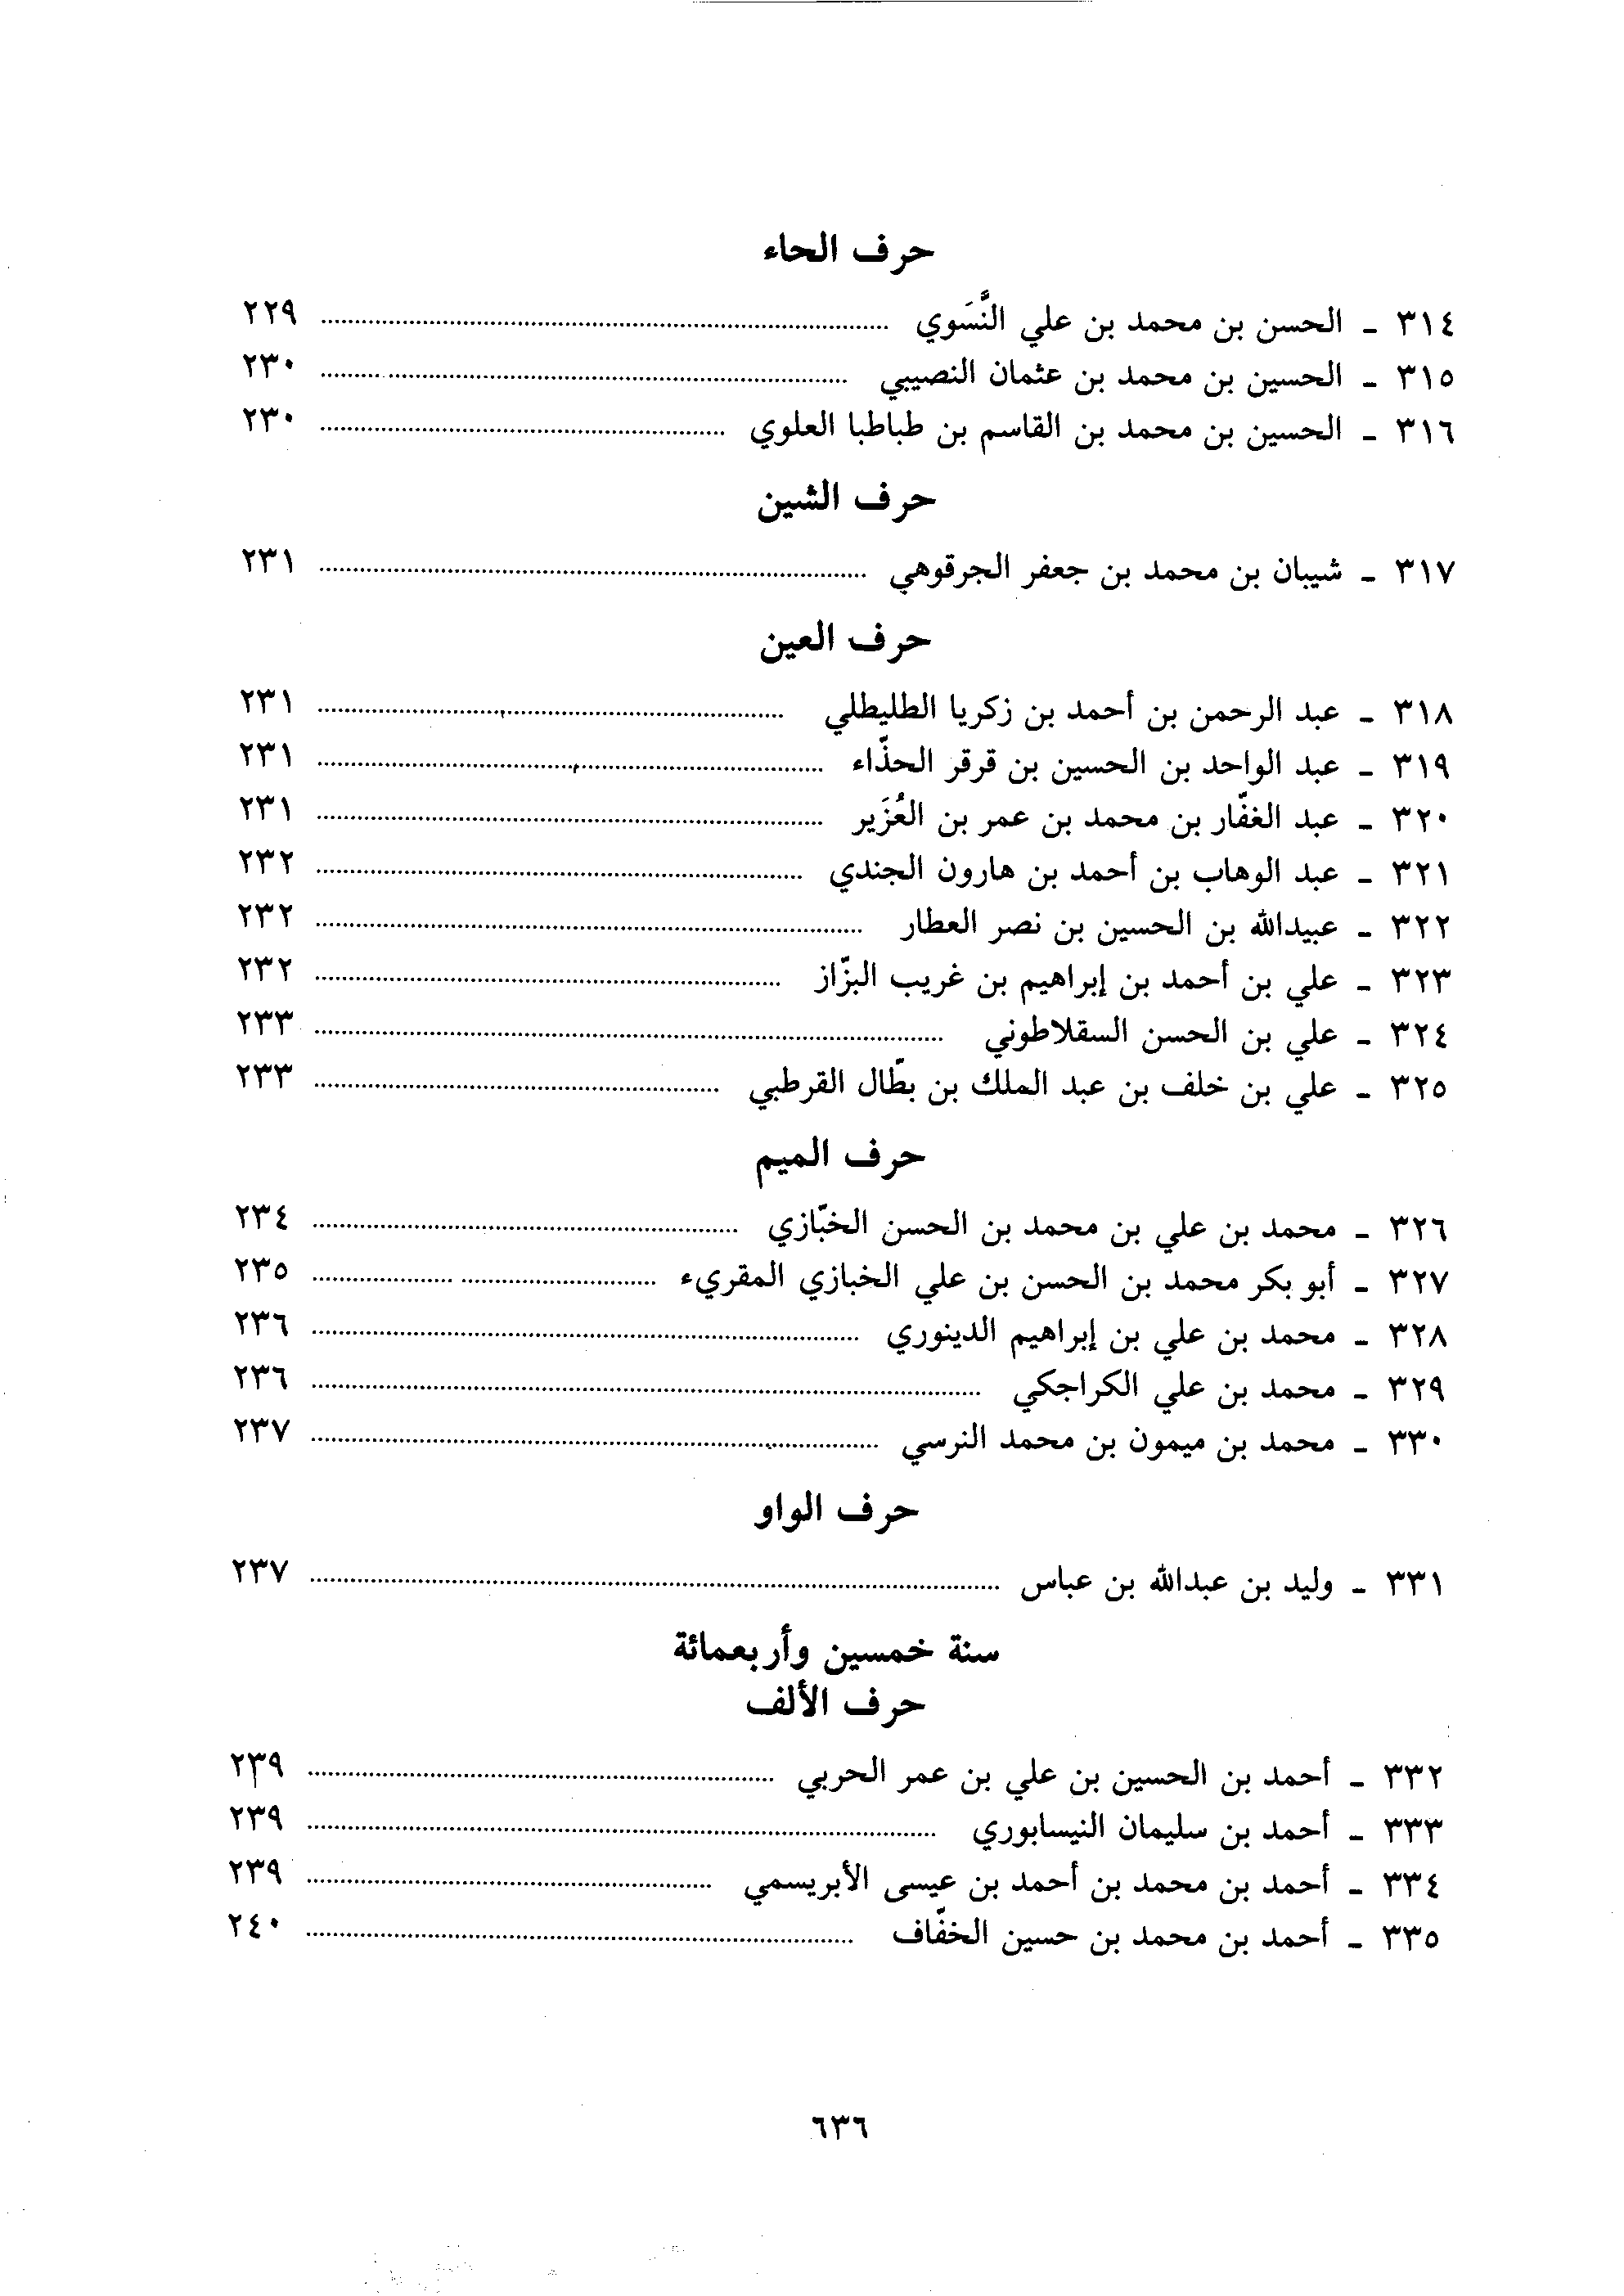 حرف الحاء
٣١٤ - الحسن بن محمد بن علي النَّسَوي ........ ٢٢٩
٣١٥ - الحسين بن محمد بن عثمان النصيبي ........ ٢٣٠
٣١٦ - الحسين بن محمد بن القاسم بن طباطبا العلوي ........ ٢٣٠
حرف الشين
٣١٧ - شيبان بن محمد بن جعفر الجرقوهي ........ ٢٣١
حرف العين
٣١٨ - عبد الرحمن بن أحمد بن زكريا الطليطلي ........ ٢٣١
٣١٩ - عبد الواحد بن الحسين بن قرقر الحذّاء ........ ٢٣١
٣٢٠ - عبد الغفّار بن محمد بن عمر بن العُزَير ........ ٢٣١
٣٢١ - عبد الوهاب بن أحمد بن هارون الجندي ........ ٢٣٢
٣٢٢ - عبيدالله بن الحسين بن نصر العطار ........ ٢٣٢
٣٢٣ - علي بن أحمد بن إبراهيم بن غريب البزّاز ........ ٢٣٢
٣٢٤ - علي بن الحسن السقلاطوني ........ ٢٣٣
٣٢٥ - علي بن خلف بن عبد الملك بن بطّال القرطبي ........ ٢٣٣
حرف الميم
٣٢٦ - محمد بن علي بن محمد بن الحسن الخبّازي ........ ٢٣٤
٣٢٧ - أبو بكر محمد بن الحسن بن علي الخبازي المقريء ........ ٢٣٥
٣٢٨ - محمد بن علي بن إبراهيم الدينوري ........ ٢٣٦
٣٢٩ - محمد بن علي الكراجكي ........ ٢٣٦
٣٣٠ - محمد بن ميمون بن محمد النرسي ........ ٢٣٧
حرف الواو
٣٣١ - وليد بن عبدالله بن عباس ........ ٢٣٧
سنة خمسين وأربعمائة
حرف الألف
٣٣٢ - أحمد بن الحسين بن علي بن عمر الحربي ........ ٢٣٩
٣٣٣ - أحمد بن سليمان النيسابوري ........ ٢٣٩
٣٣٤ - أحمد بن محمد بن أحمد بن عيسى الأبريسمي ........ ٢٣٩
٣٣٥ - أحمد بن محمد بن حسين الخفّاف ........ ٢٤٠
٦٣٦